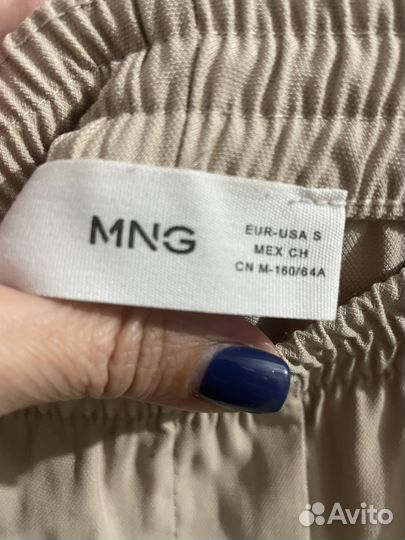 MNG
EUR-USA S
MEX CH
CN M-160/64A
Avito